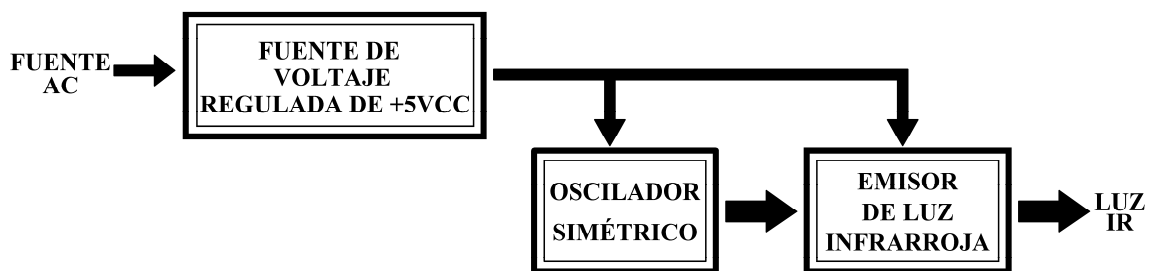 FUENTE
AC
FUENTE DE
VOLTAJE
REGULADA DE +5VCC
OSCILADOR
SIMÉTRICO
EMISOR
DE LUZ
INFRARROJA
LUZ
IR